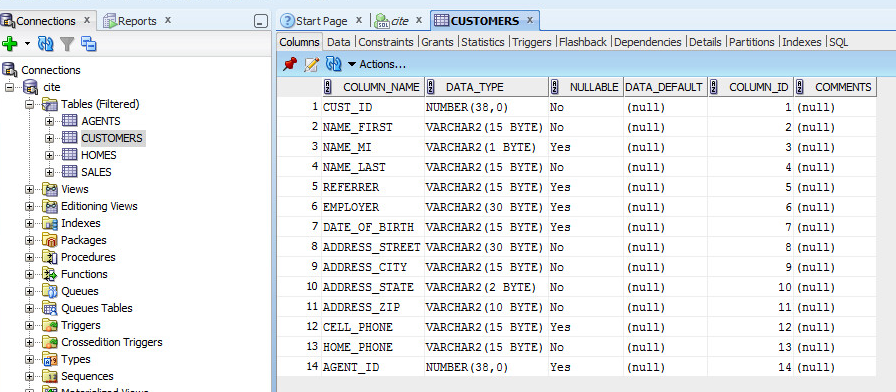 Connections x Reports x
Connections
cite
Tables (Filtered)
AGENTS
CUSTOMERS
HOMES
SALES
Views
Editioning Views
Indexes
Packages
Procedures
Functions
Queues
Queues Tables
Triggers
Crossedition Triggers
Types
Sequences
Start Page x cite x CUSTOMERS x
Columns Data Constraints Grants Statistics Triggers Flashback Dependencies Details Partitions Indexes SQL
Actions...
COLUMN_NAME DATA_TYPE NULLABLE DATA_DEFAULT COLUMN_ID COMMENTS
1 CUST_ID NUMBER(38,0) No (null) 1 (null)
2 NAME_FIRST VARCHAR2(15 BYTE) No (null) 2 (null)
3 NAME_MI VARCHAR2(1 BYTE) Yes (null) 3 (null)
4 NAME_LAST VARCHAR2(15 BYTE) No (null) 4 (null)
5 REFERRER VARCHAR2(15 BYTE) Yes (null) 5 (null)
6 EMPLOYER VARCHAR2(30 BYTE) Yes (null) 6 (null)
7 DATE_OF_BIRTH VARCHAR2(15 BYTE) Yes (null) 7 (null)
8 ADDRESS_STREET VARCHAR2(30 BYTE) No (null) 8 (null)
9 ADDRESS_CITY VARCHAR2(15 BYTE) No (null) 9 (null)
10 ADDRESS_STATE VARCHAR2(2 BYTE) No (null) 10 (null)
11 ADDRESS_ZIP VARCHAR2(10 BYTE) No (null) 11 (null)
12 CELL_PHONE VARCHAR2(15 BYTE) Yes (null) 12 (null)
13 HOME_PHONE VARCHAR2(15 BYTE) No (null) 13 (null)
14 AGENT_ID NUMBER(38,0) Yes (null) 14 (null)